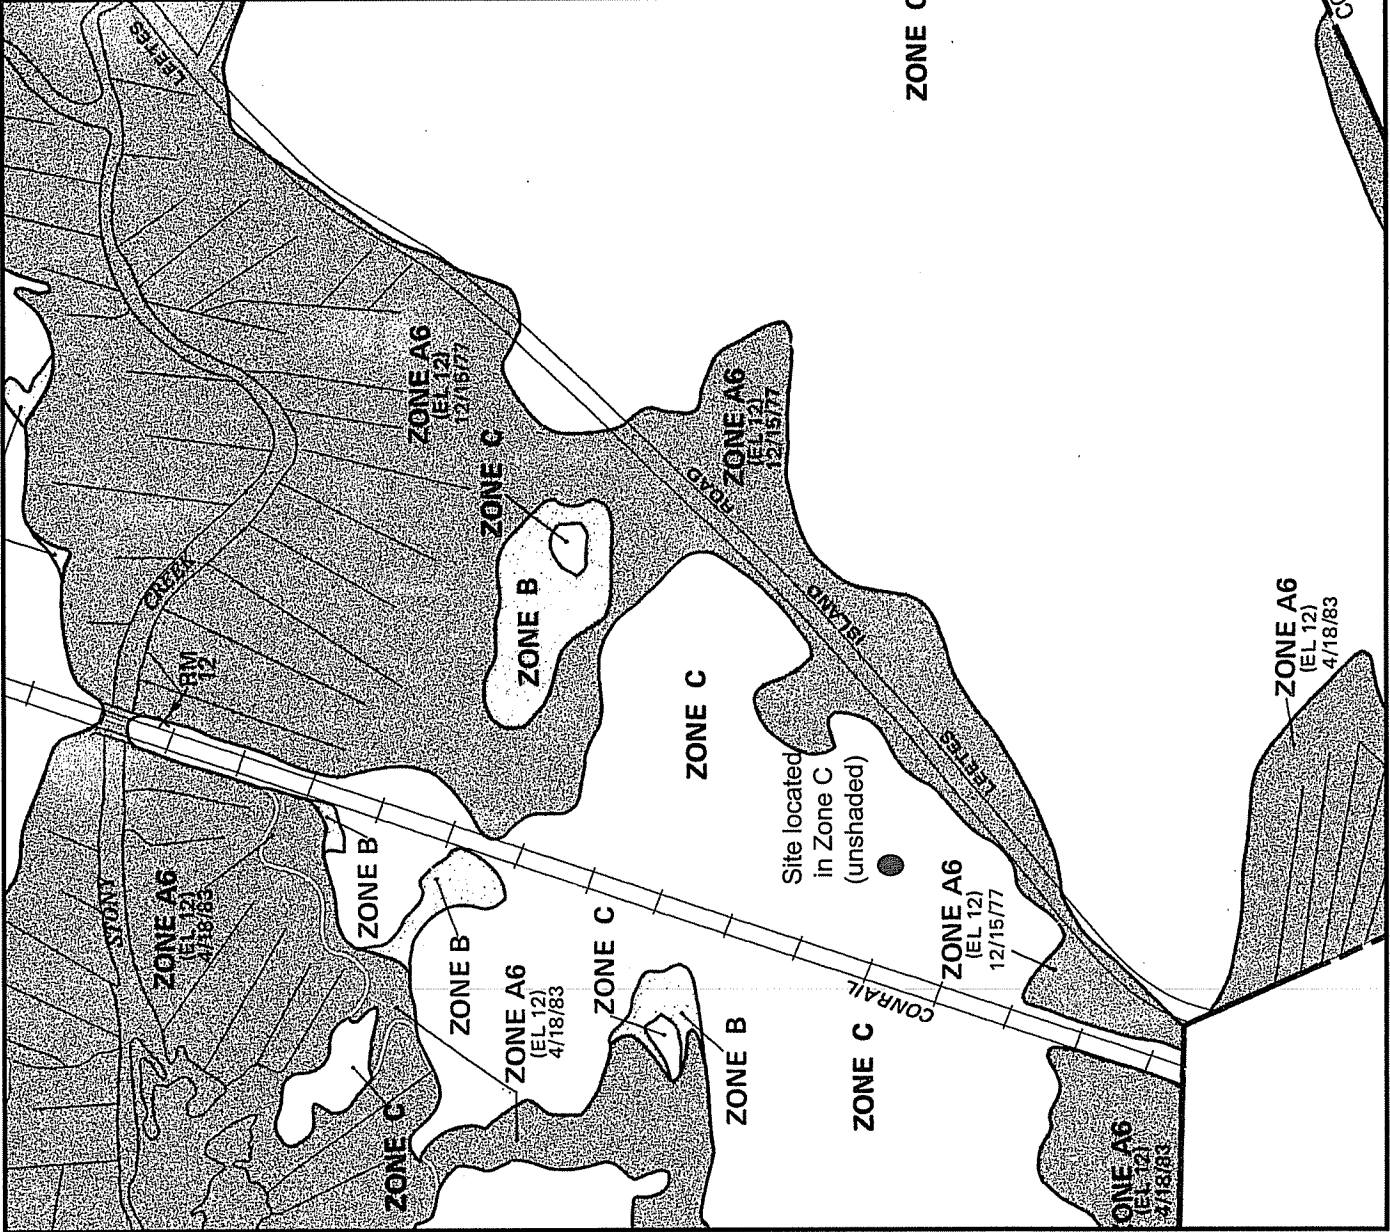 LEETES
ZONE C
ZONE A6
(EL 12)
12/15/77
ZONE C
ZONE B
CREEK
RM
12
ROAD
ZONE A6
(EL 12)
12/15/77
ISLAND
LEETES
ZONE C
Site located
in Zone C
(unshaded)
ZONE A6
(EL 12)
4/18/83
STONY
ZONE A6
(EL 12)
4/18/83
ZONE B
ZONE B
ZONE A6
(EL 12)
4/18/83
ZONE C
ZONE B
ZONE C
ZONE A6
(EL 12)
12/15/77
CONRAIL
ZONE C
ONE A6
(EL 12)
4/18/83
CO